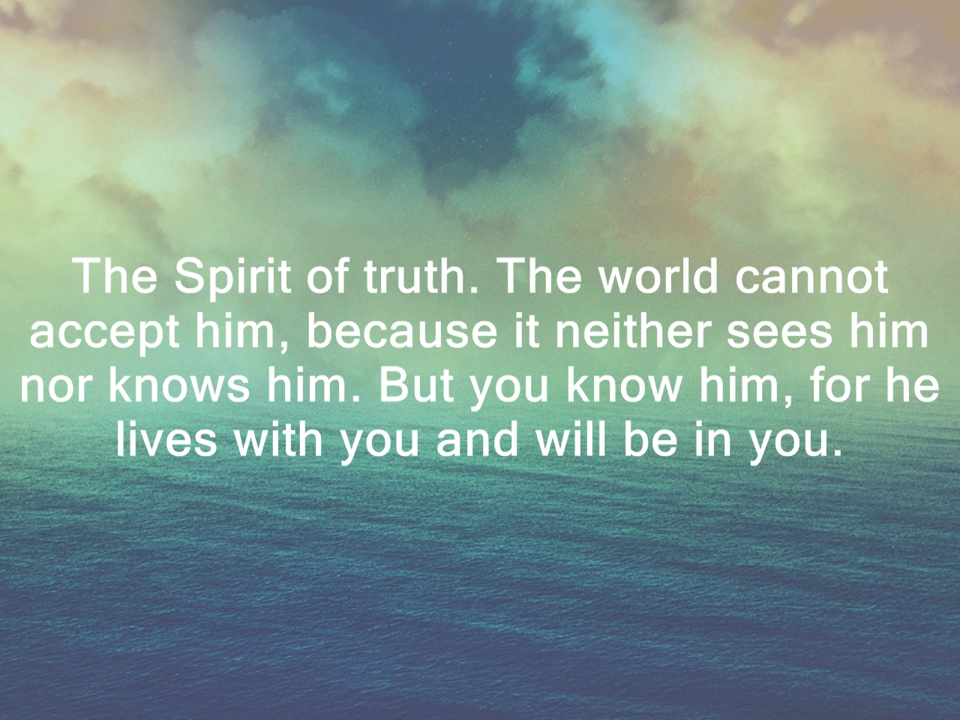 The Spirit of truth. The world cannot
accept him, because it neither sees him
nor knows him. But you know him, for he
lives with you and will be in you.